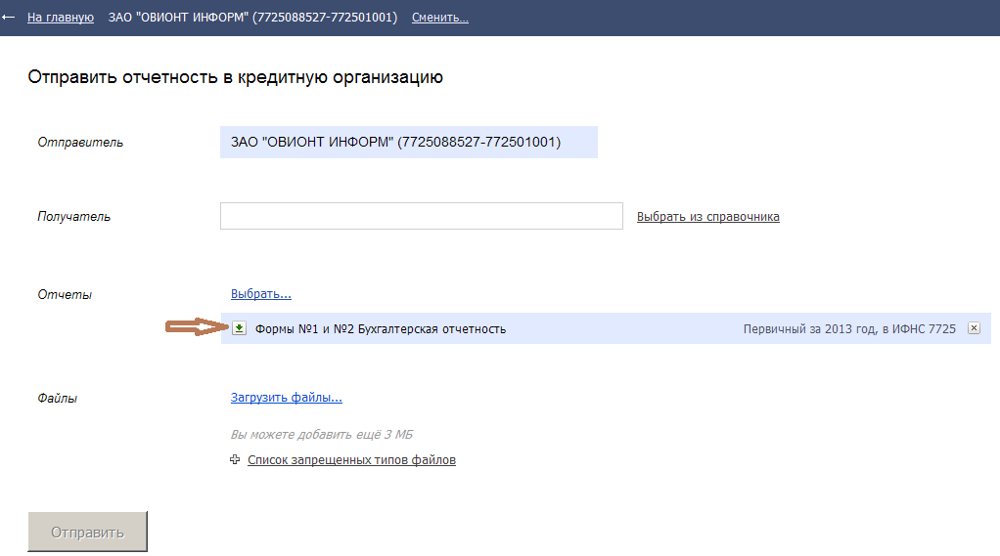 ← На главную ЗАО "ОВИОНТ ИНФОРМ" (7725088527-772501001) Сменить...
Отправить отчетность в кредитную организацию
Отправитель ЗАО "ОВИОНТ ИНФОРМ" (7725088527-772501001)
Получатель Выбрать из справочника
Отчеты Выбрать...
Формы №1 и №2 Бухгалтерская отчетность Первичный за 2013 год, в ИФНС 7725
Файлы Загрузить файлы...
Вы можете добавить ещё 3 МБ
Список запрещенных типов файлов
Отправить